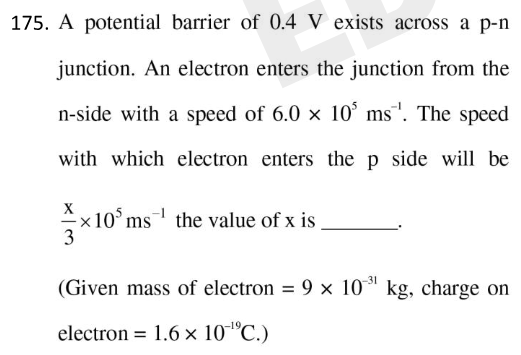 175. A potential barrier of 0.4 V exists across a p-n
junction. An electron enters the junction from the
n-side with a speed of 6.0 × 10⁵ ms⁻¹. The speed
with which electron enters the p side will be
x/3 × 10⁵ ms⁻¹ the value of x is ________.
(Given mass of electron = 9 × 10⁻³¹ kg, charge on
electron = 1.6 × 10⁻¹⁹C.)